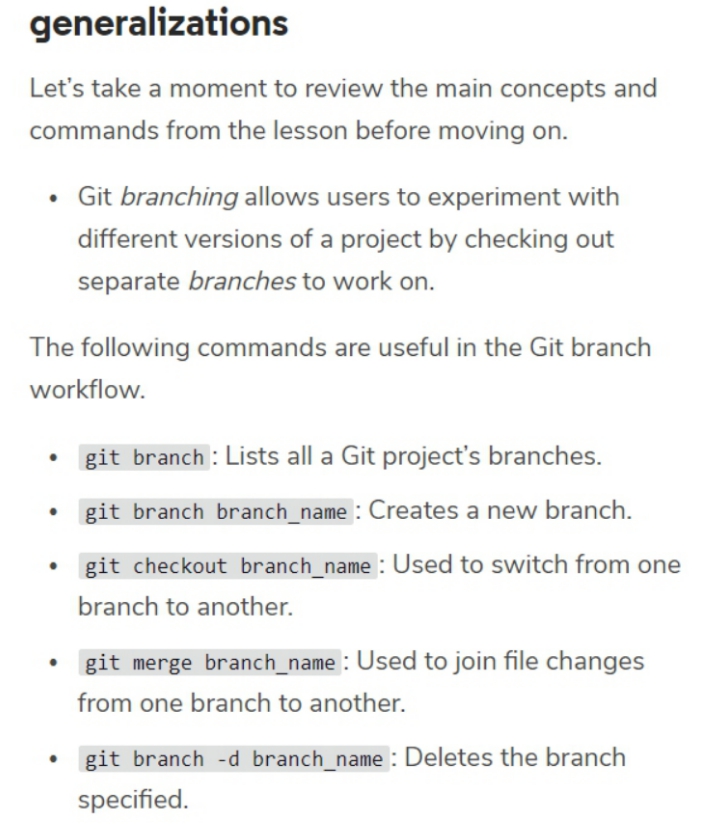 generalizations
Let's take a moment to review the main concepts and
commands from the lesson before moving on.
• Git branching allows users to experiment with
different versions of a project by checking out
separate branches to work on.
The following commands are useful in the Git branch
workflow.
• git branch: Lists all a Git project's branches.
• git branch branch_name: Creates a new branch.
• git checkout branch_name: Used to switch from one
branch to another.
• git merge branch_name: Used to join file changes
from one branch to another.
• git branch -d branch_name: Deletes the branch
specified.